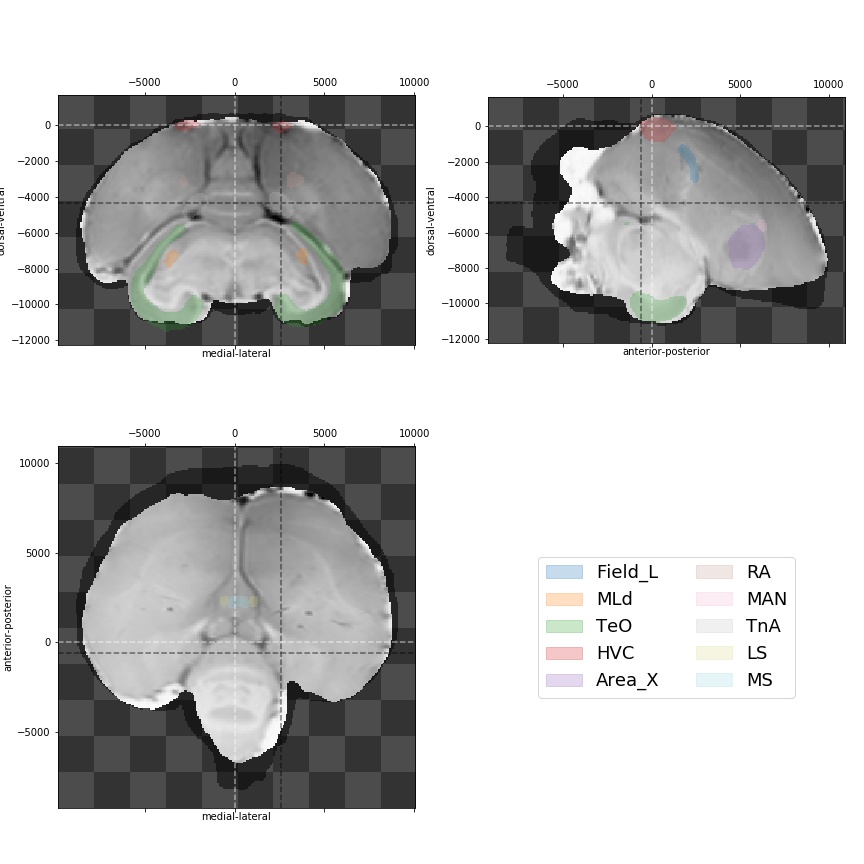 −5000 0 5000 10000
0
−2000
−4000
−6000
−8000
−10000
−12000
dorsal-ventral
medial-lateral
−5000 0 5000 10000
0
−2000
−4000
−6000
−8000
−10000
−12000
dorsal-ventral
anterior-posterior
−5000 0 5000 10000
10000
5000
0
−5000
anterior-posterior
medial-lateral
Field_L RA
MLd MAN
TeO TnA
HVC LS
Area_X MS